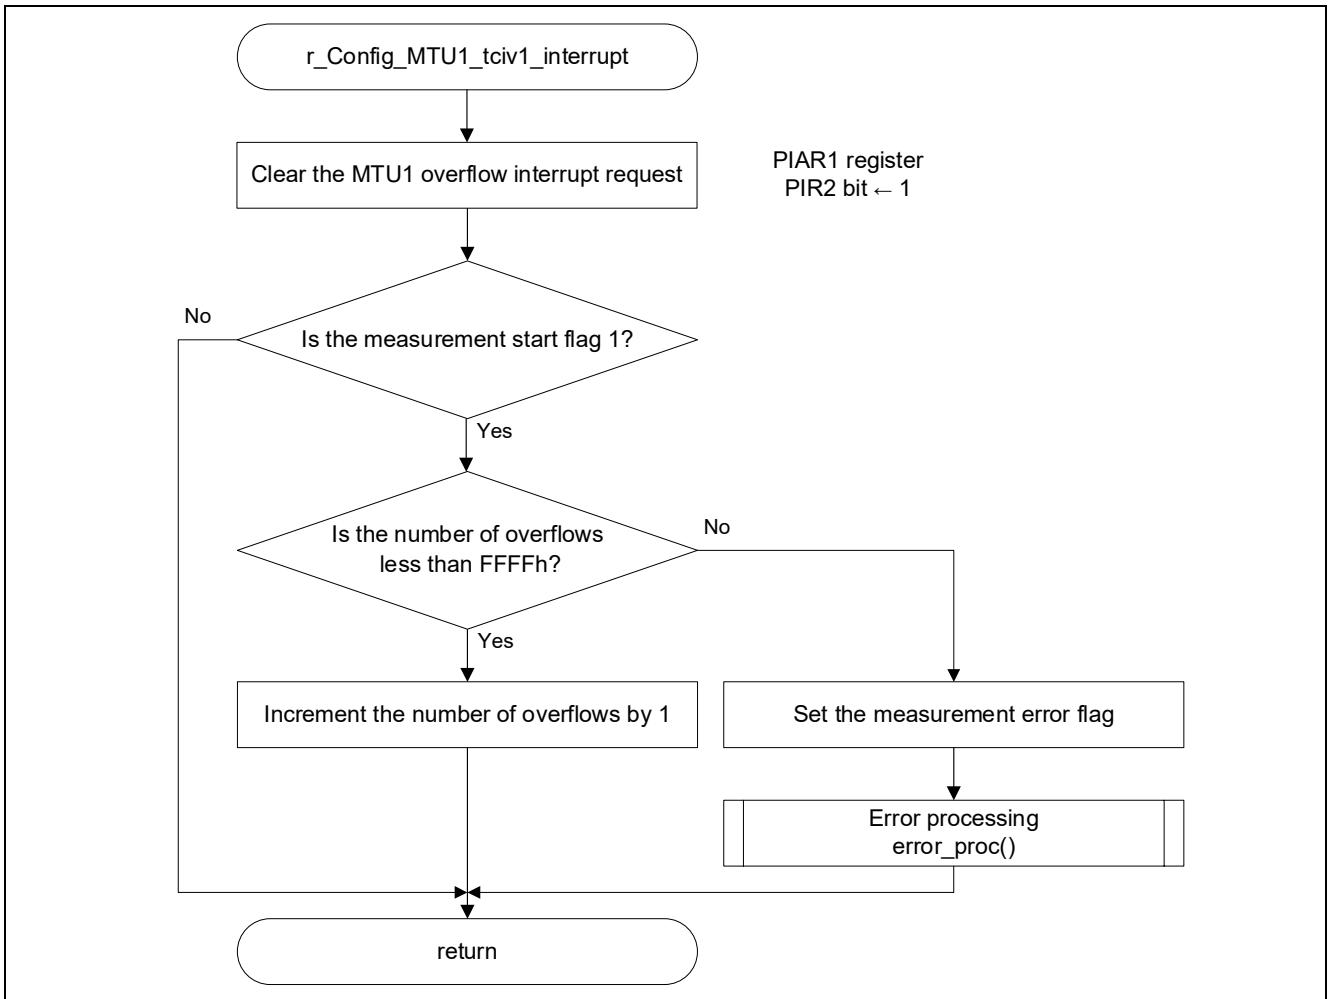 r_Config_MTU1_tciv1_interrupt
Clear the MTU1 overflow interrupt request
PIAR1 register
PIR2 bit ← 1
No
Is the measurement start flag 1?
Yes
Is the number of overflows
less than FFFFh?
No
Yes
Increment the number of overflows by 1
Set the measurement error flag
Error processing
error_proc()
return